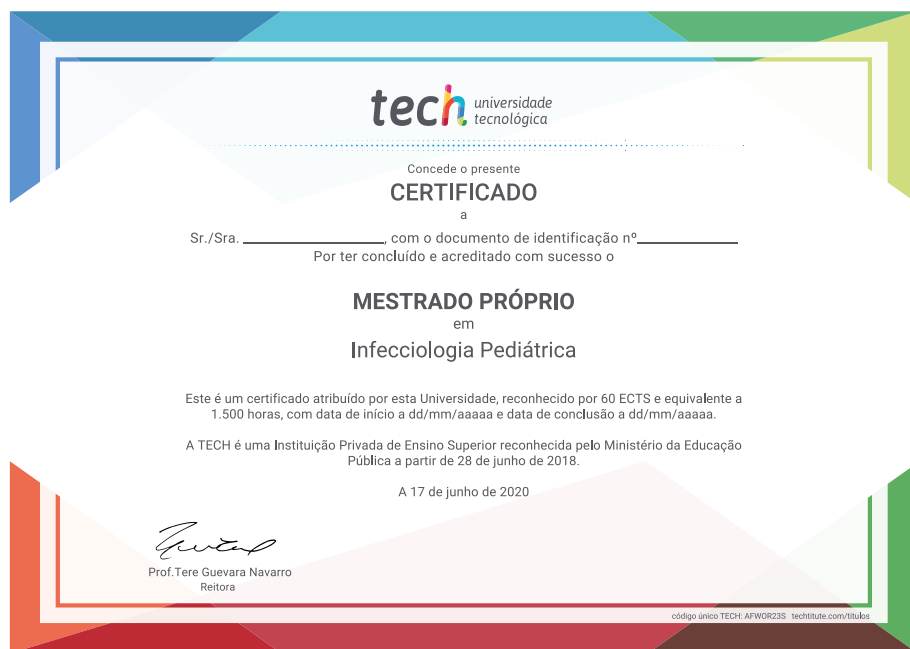 tech universidade
tecnológica
Concede o presente
CERTIFICADO
a
Sr./Sra. ________________, com o documento de identificação nº____________
Por ter concluído e acreditado com sucesso o
MESTRADO PRÓPRIO
em
Infecciologia Pediátrica
Este é um certificado atribuído por esta Universidade, reconhecido por 60 ECTS e equivalente a
1.500 horas, com data de início a dd/mm/aaaaa e data de conclusão a dd/mm/aaaaa.
A TECH é uma Instituição Privada de Ensino Superior reconhecida pelo Ministério da Educação
Pública a partir de 28 de junho de 2018.
A 17 de junho de 2020
Prof.Tere Guevara Navarro
Reitora
código único TECH: AFWOR23S techtitute.com/titulos